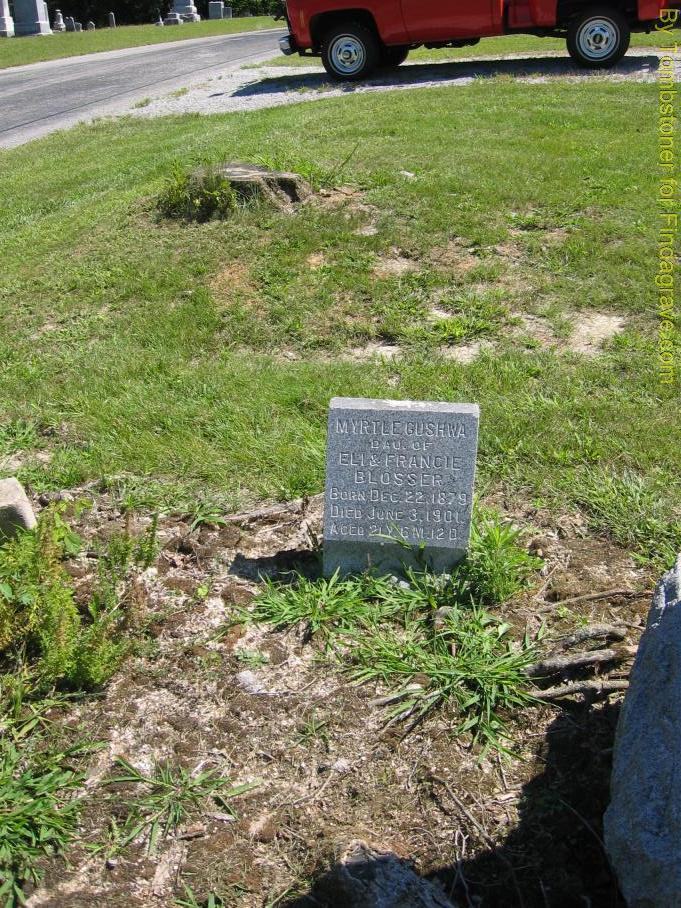 MYRTLE GUSHWA
DAU. OF
ELI & FRANCIE
BLOSSER
BORN DEC. 22, 1879
DIED JUNE 3, 1901.
AGED 21 Y. 6 M. 12 D.
By Tombstoner for Findagrave.com